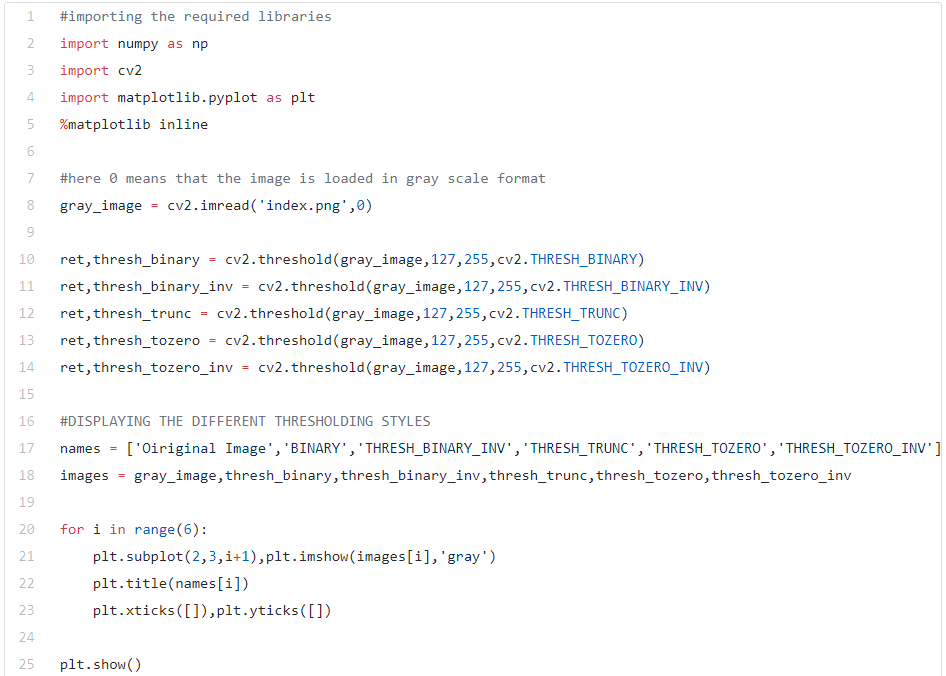 1 #importing the required libraries
2 import numpy as np
3 import cv2
4 import matplotlib.pyplot as plt
5 %matplotlib inline
6
7 #here 0 means that the image is loaded in gray scale format
8 gray_image = cv2.imread('index.png',0)
9
10 ret,thresh_binary = cv2.threshold(gray_image,127,255,cv2.THRESH_BINARY)
11 ret,thresh_binary_inv = cv2.threshold(gray_image,127,255,cv2.THRESH_BINARY_INV)
12 ret,thresh_trunc = cv2.threshold(gray_image,127,255,cv2.THRESH_TRUNC)
13 ret,thresh_tozero = cv2.threshold(gray_image,127,255,cv2.THRESH_TOZERO)
14 ret,thresh_tozero_inv = cv2.threshold(gray_image,127,255,cv2.THRESH_TOZERO_INV)
15
16 #DISPLAYING THE DIFFERENT THRESHOLDING STYLES
17 names = ['Oiriginal Image','BINARY','THRESH_BINARY_INV','THRESH_TRUNC','THRESH_TOZERO','THRESH_TOZERO_INV']
18 images = gray_image,thresh_binary,thresh_binary_inv,thresh_trunc,thresh_tozero,thresh_tozero_inv
19
20 for i in range(6):
21     plt.subplot(2,3,i+1),plt.imshow(images[i],'gray')
22     plt.title(names[i])
23     plt.xticks([]),plt.yticks([])
24
25 plt.show()